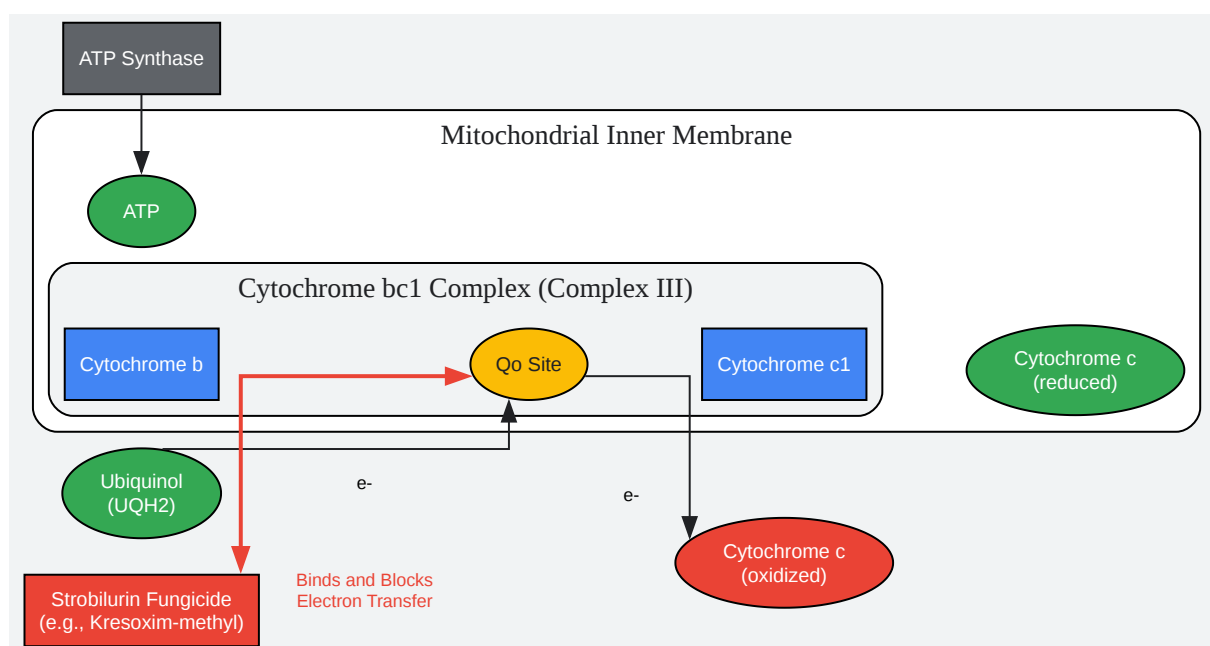 ATP Synthase
Mitochondrial Inner Membrane
ATP
Cytochrome bc1 Complex (Complex III)
Cytochrome b
Qo Site
Cytochrome c1
Cytochrome c
(reduced)
Ubiquinol
(UQH2)
e-
e-
Cytochrome c
(oxidized)
Binds and Blocks
Electron Transfer
Strobilurin Fungicide
(e.g., Kresoxim-methyl)